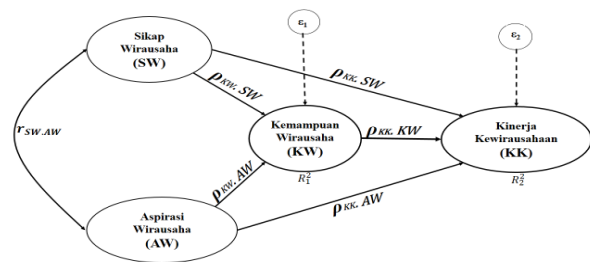 ε1
ε2
Sikap
Wirausaha
(SW)
ρKK. SW
ρKW. SW
rSW.AW
Kemampuan
Wirausaha
(KW)
R₁²
ρKK. KW
Kinerja
Kewirausahaan
(KK)
R₂²
ρKW. AW
ρKK. AW
Aspirasi
Wirausaha
(AW)